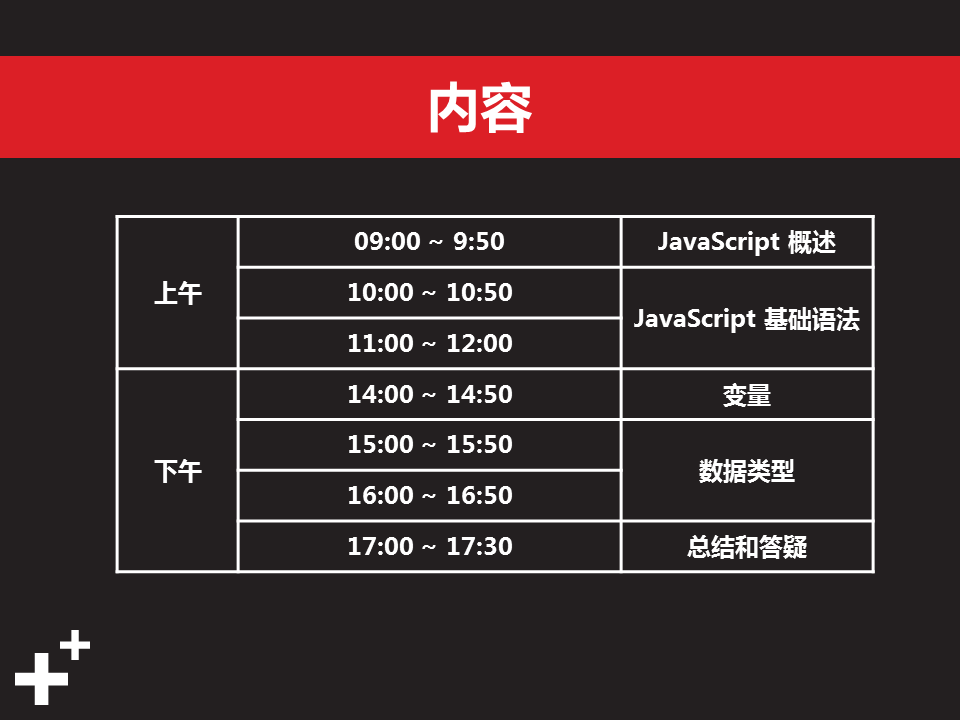 内容
上午
09:00 ~ 9:50
JavaScript 概述
10:00 ~ 10:50
JavaScript 基础语法
11:00 ~ 12:00
下午
14:00 ~ 14:50
变量
15:00 ~ 15:50
数据类型
16:00 ~ 16:50
17:00 ~ 17:30
总结和答疑